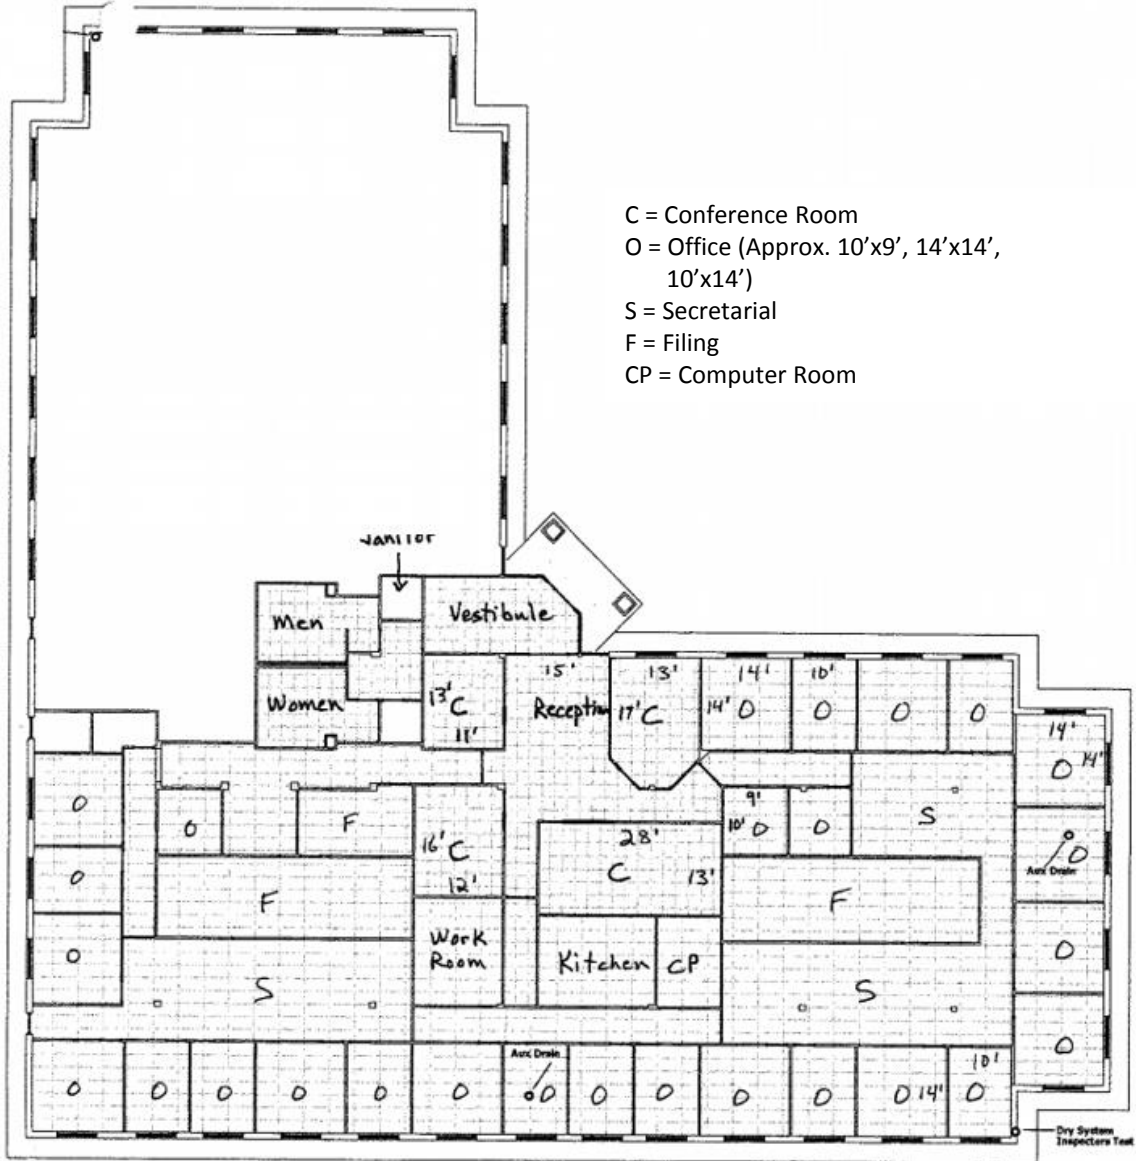 C = Conference Room
O = Office (Approx. 10’x9’, 14’x14’,
10’x14’)
S = Secretarial
F = Filing
CP = Computer Room
Janitor
Men
Vestibule
Women
13' C
11'
15'
Reception
13'
17' C
14'
14' O
10'
O
O
O
14'
14'
O
O
O
F
16' C
12'
28'
C
13'
9'
10' O
O
S
O
Aux Drain
O
F
F
O
Work
Room
Kitchen
CP
O
S
S
O
Aux Drain
10'
O
O
O
O
O
O
O
O
O
O
O
O 14'
O
Dry System
Inspectors Test